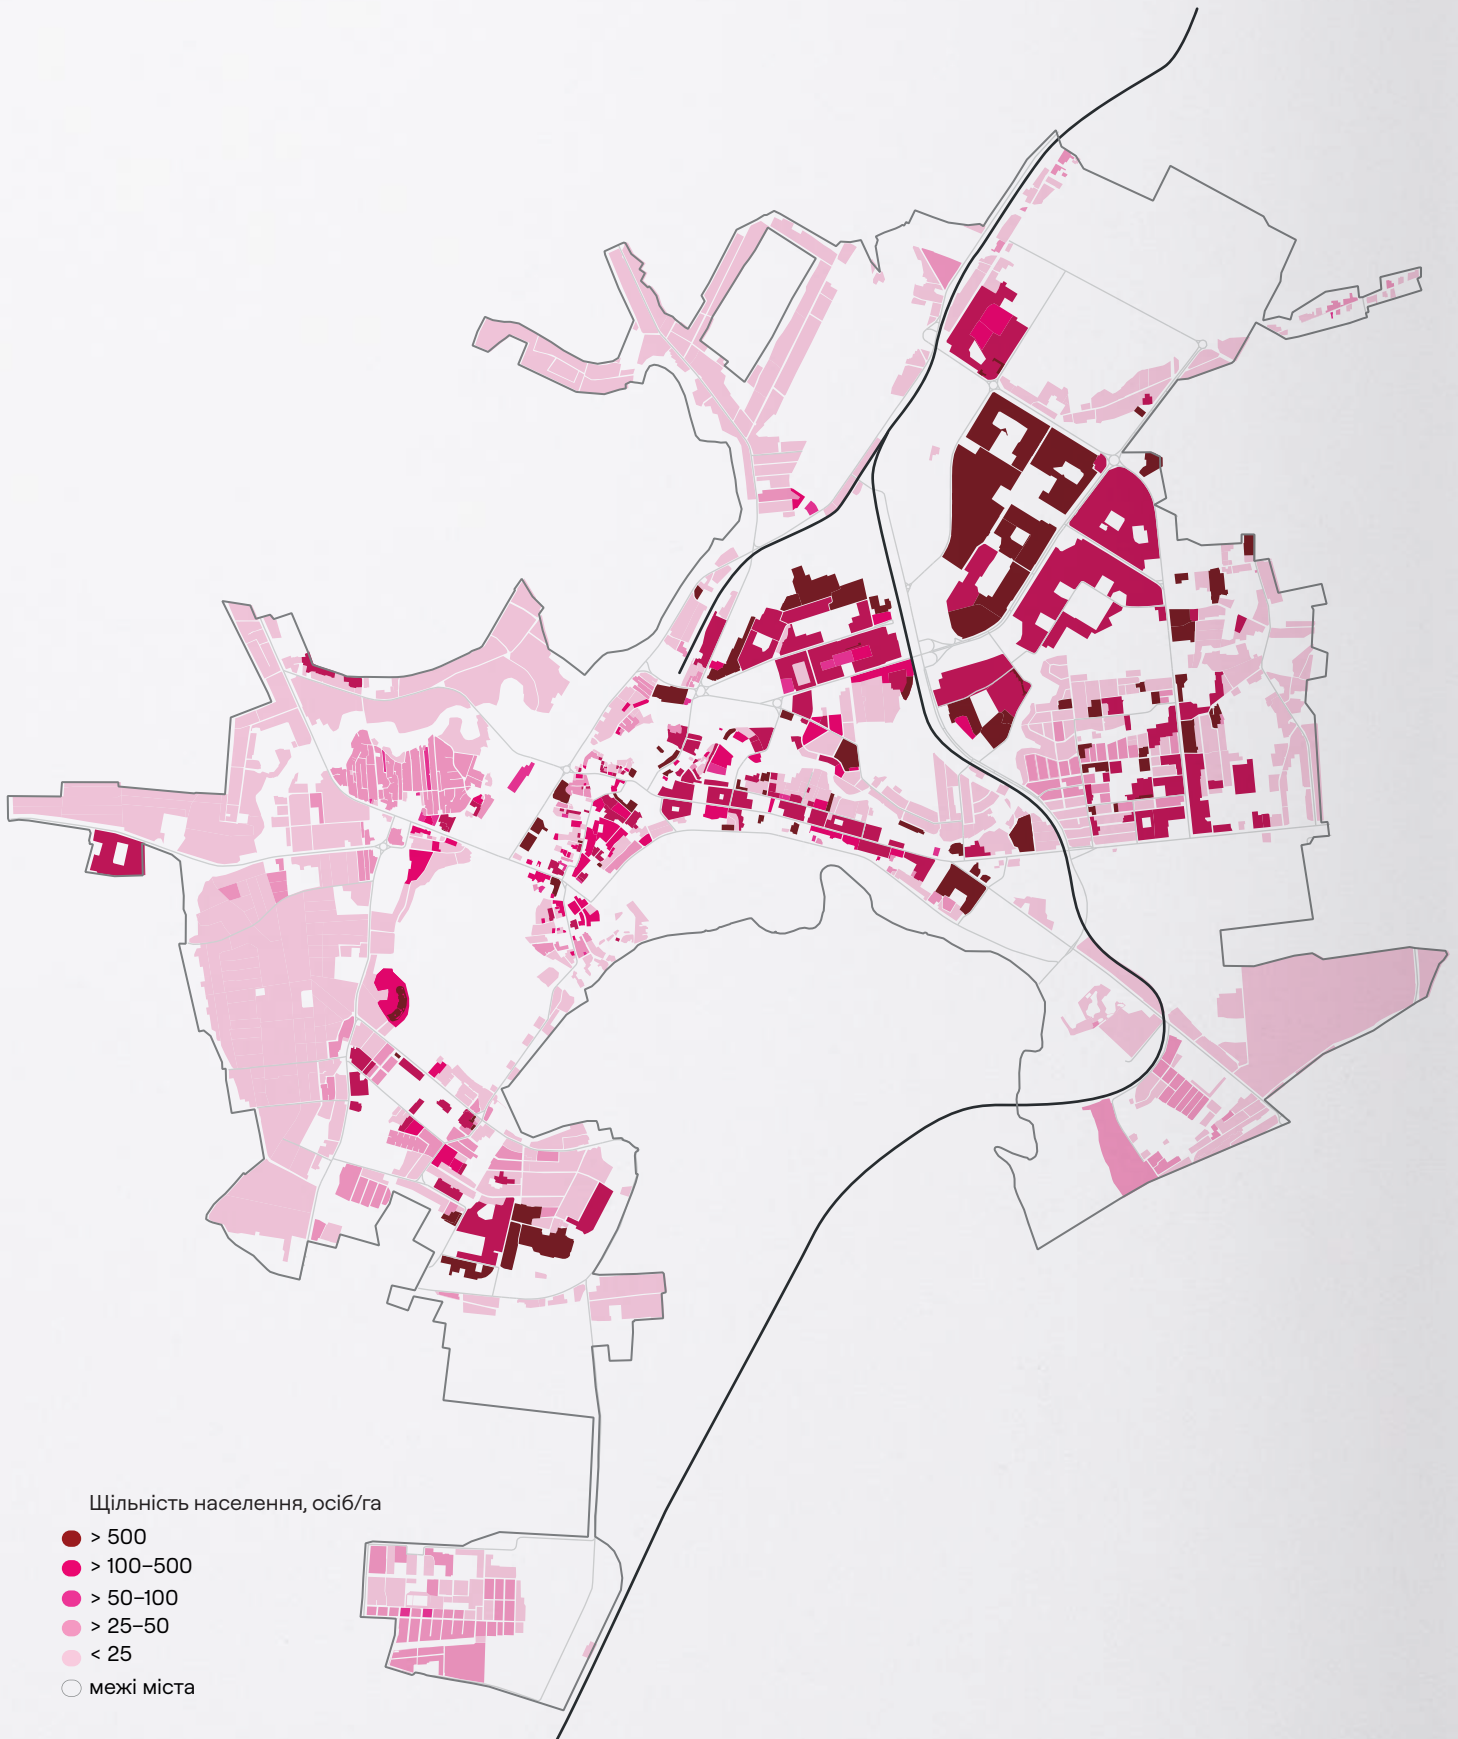 Щільність населення, осіб/га
> 500
> 100–500
> 50–100
> 25–50
< 25
межі міста